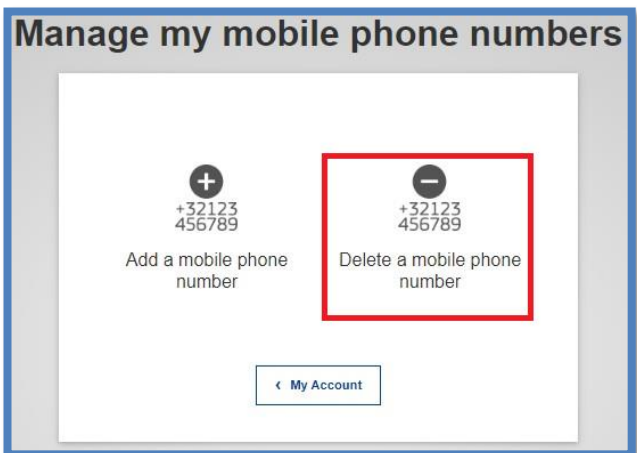 Manage my mobile phone numbers
+32123
456789
Add a mobile phone
number
+32123
456789
Delete a mobile phone
number
‹ My Account